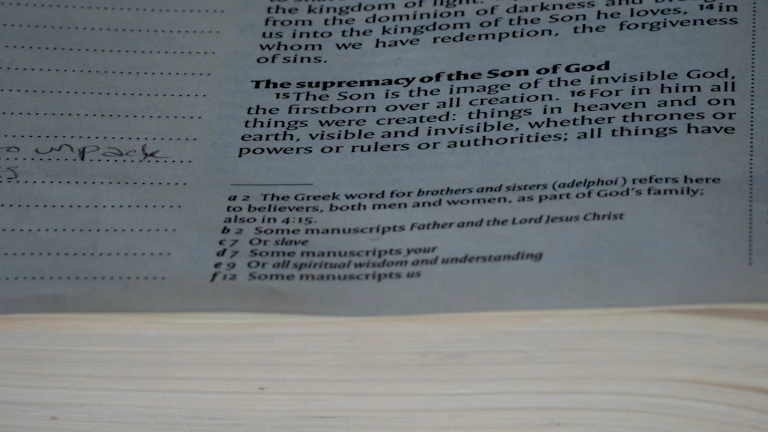 the kingdom of light.
from the dominion of darkness and
us into the kingdom of the Son he loves, 14 in
whom we have redemption, the forgiveness
of sins.
The supremacy of the Son of God
15 The Son is the image of the invisible God,
the firstborn over all creation. 16 For in him all
things were created: things in heaven and on
earth, visible and invisible, whether thrones or
powers or rulers or authorities; all things have
unpack
a 2 The Greek word for brothers and sisters (adelphoi) refers here
to believers, both men and women, as part of God's family;
also in 4:15.
b 2 Some manuscripts Father and the Lord Jesus Christ
c 7 Or slave
d 7 Some manuscripts your
e 9 Or all spiritual wisdom and understanding
f 12 Some manuscripts us